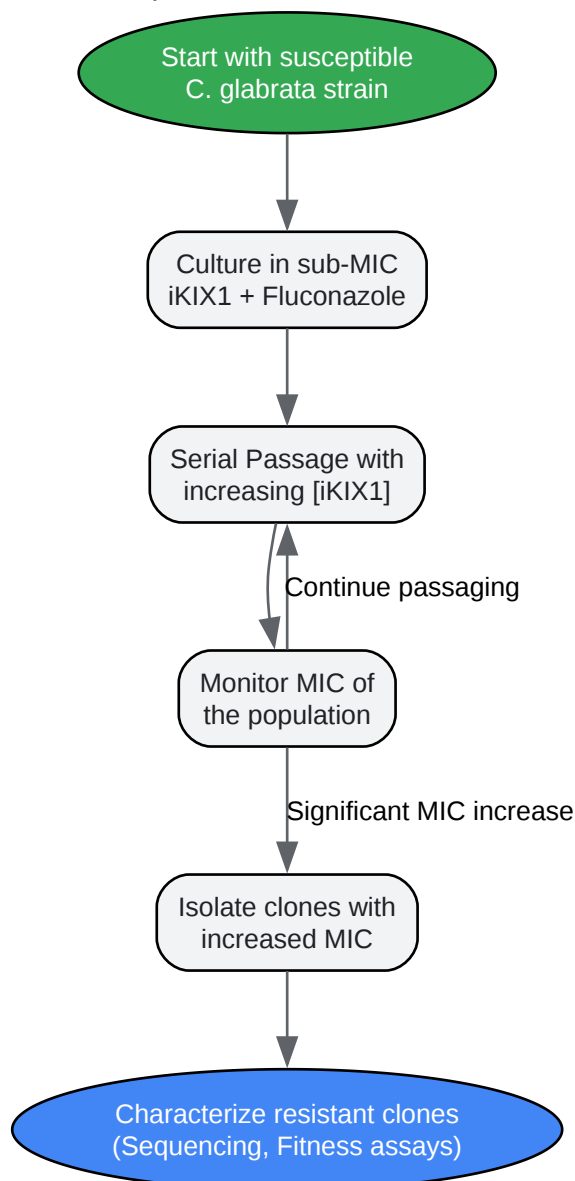 Start with susceptible
C. glabrata strain
Culture in sub-MIC
iKIX1 + Fluconazole
Serial Passage with
increasing [iKIX1]
Continue passaging
Monitor MIC of
the population
Significant MIC increase
Isolate clones with
increased MIC
Characterize resistant clones
(Sequencing, Fitness assays)